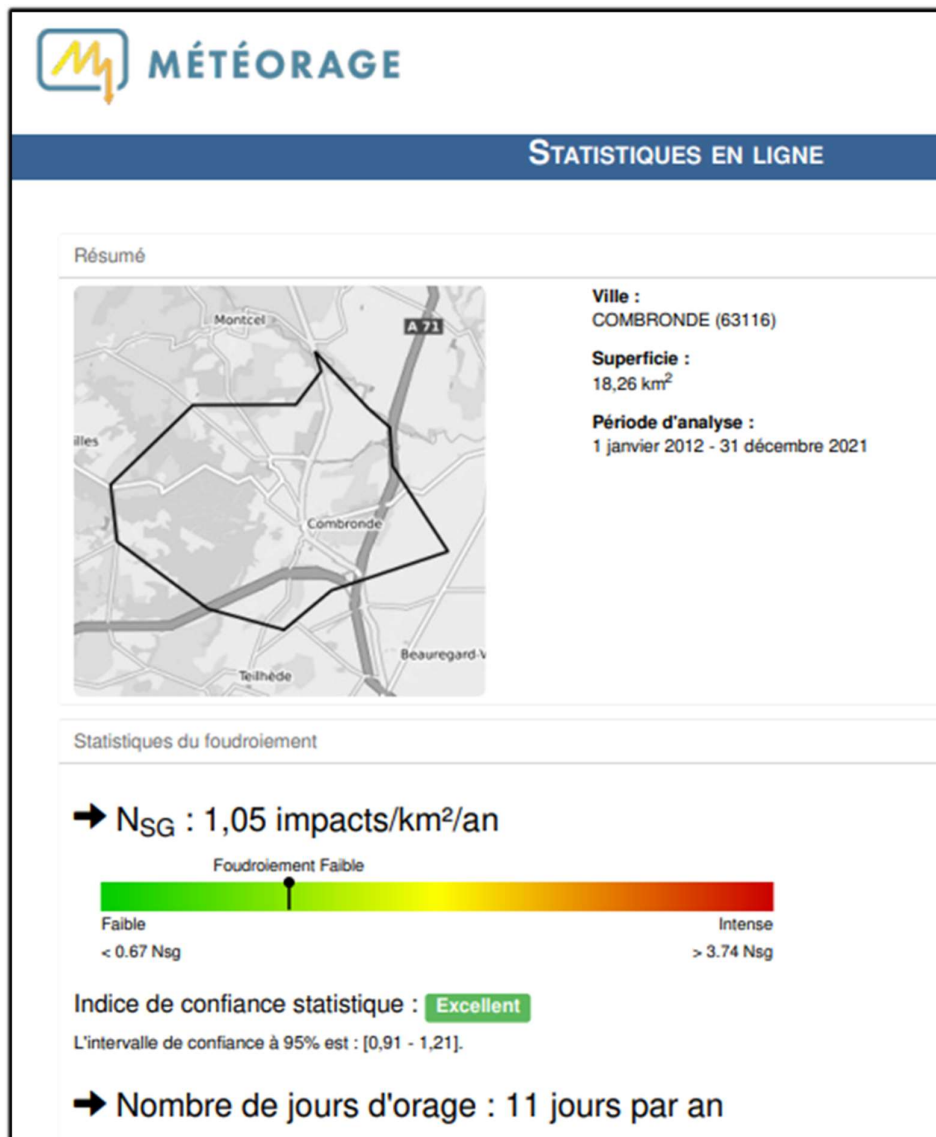 MÉTÉORAGE
STATISTIQUES EN LIGNE
Résumé
Montcel
A 71
illes
Combronde
Beauregard-V
Teilhède
Ville :
COMBRONDE (63116)
Superficie :
18,26 km²
Période d'analyse :
1 janvier 2012 - 31 décembre 2021
Statistiques du foudroiement
➔ NSG : 1,05 impacts/km²/an
Foudroiement Faible
Faible Intense
< 0.67 Nsg > 3.74 Nsg
Indice de confiance statistique : Excellent
L'intervalle de confiance à 95% est : [0,91 - 1,21].
➔ Nombre de jours d'orage : 11 jours par an